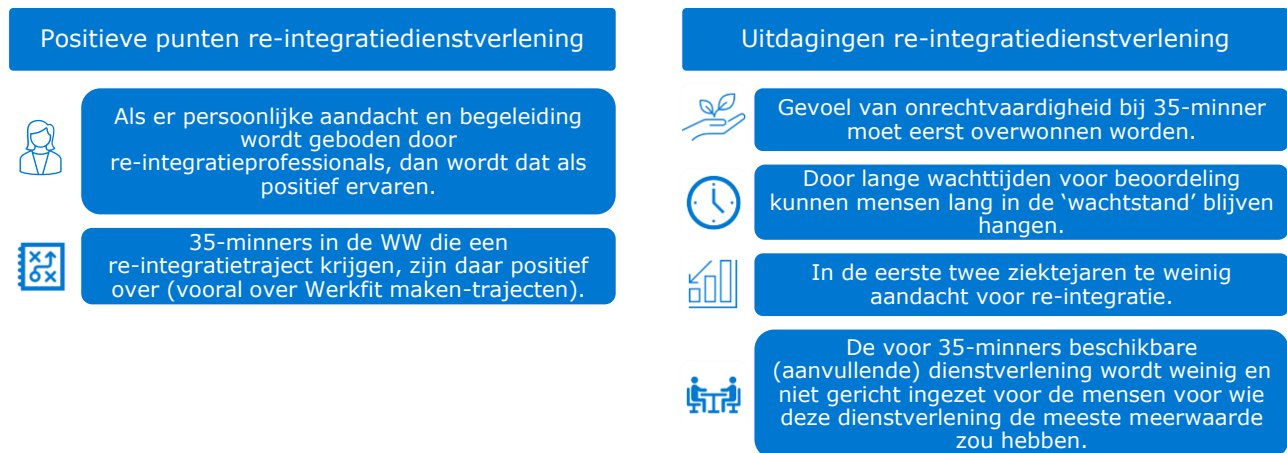 Positieve punten re-integratiedienstverlening
Als er persoonlijke aandacht en begeleiding
wordt geboden door
re-integratieprofessionals, dan wordt dat als
positief ervaren.
35-minners in de WW die een
re-integratietraject krijgen, zijn daar positief
over (vooral over Werkfit maken-trajecten).
Uitdagingen re-integratiedienstverlening
Gevoel van onrechtvaardigheid bij 35-minner
moet eerst overwonnen worden.
Door lange wachttijden voor beoordeling
kunnen mensen lang in de ‘wachtstand’ blijven
hangen.
In de eerste twee ziektejaren te weinig
aandacht voor re-integratie.
De voor 35-minners beschikbare
(aanvullende) dienstverlening wordt weinig en
niet gericht ingezet voor de mensen voor wie
deze dienstverlening de meeste meerwaarde
zou hebben.